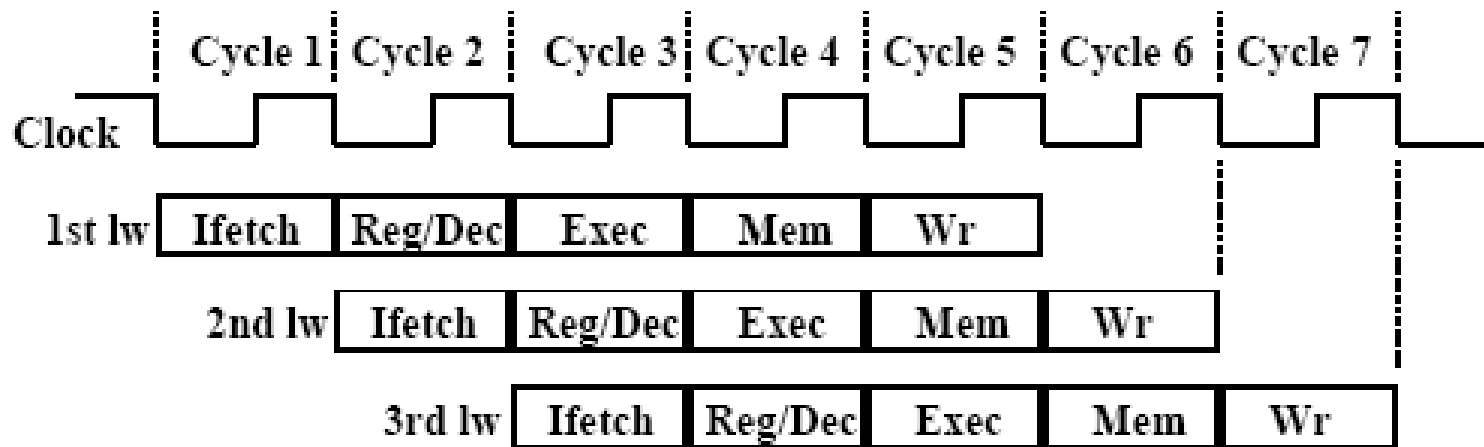 Cycle 1 Cycle 2 Cycle 3 Cycle 4 Cycle 5 Cycle 6 Cycle 7
Clock
1st lw Ifetch Reg/Dec Exec Mem Wr
2nd lw Ifetch Reg/Dec Exec Mem Wr
3rd lw Ifetch Reg/Dec Exec Mem Wr